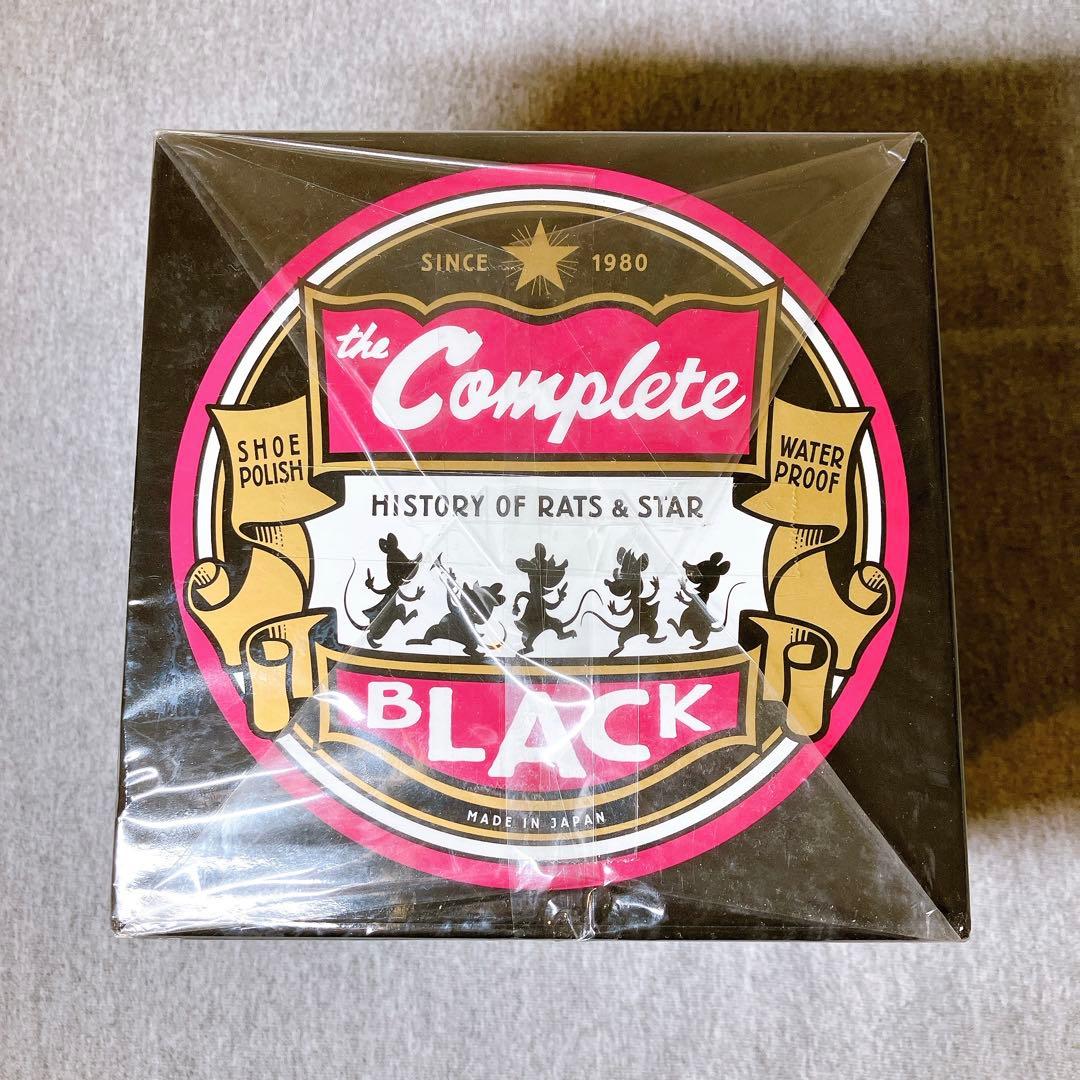 SINCE 1980
the Complete
SHOE
POLISH
WATER
PROOF
HISTORY OF RATS & STAR
BLACK
MADE IN JAPAN